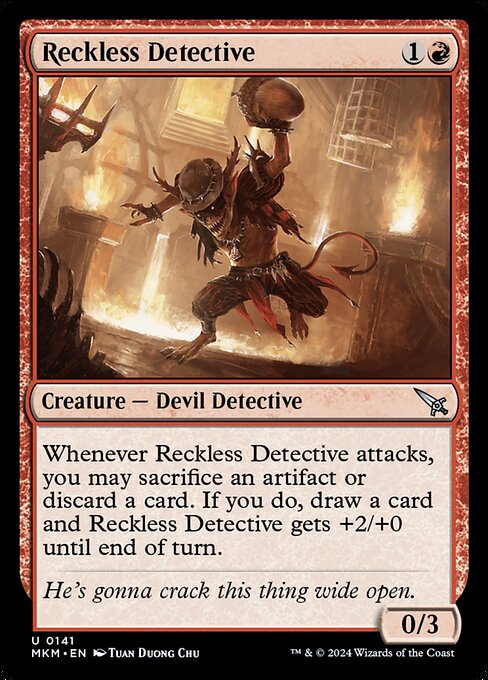 Reckless Detective 1
Creature — Devil Detective
Whenever Reckless Detective attacks,
you may sacrifice an artifact or
discard a card. If you do, draw a card
and Reckless Detective gets +2/+0
until end of turn.
He's gonna crack this thing wide open.
0/3
U 0141
MKM • EN Tuan Duong Chu ™ & © 2024 Wizards of the Coast